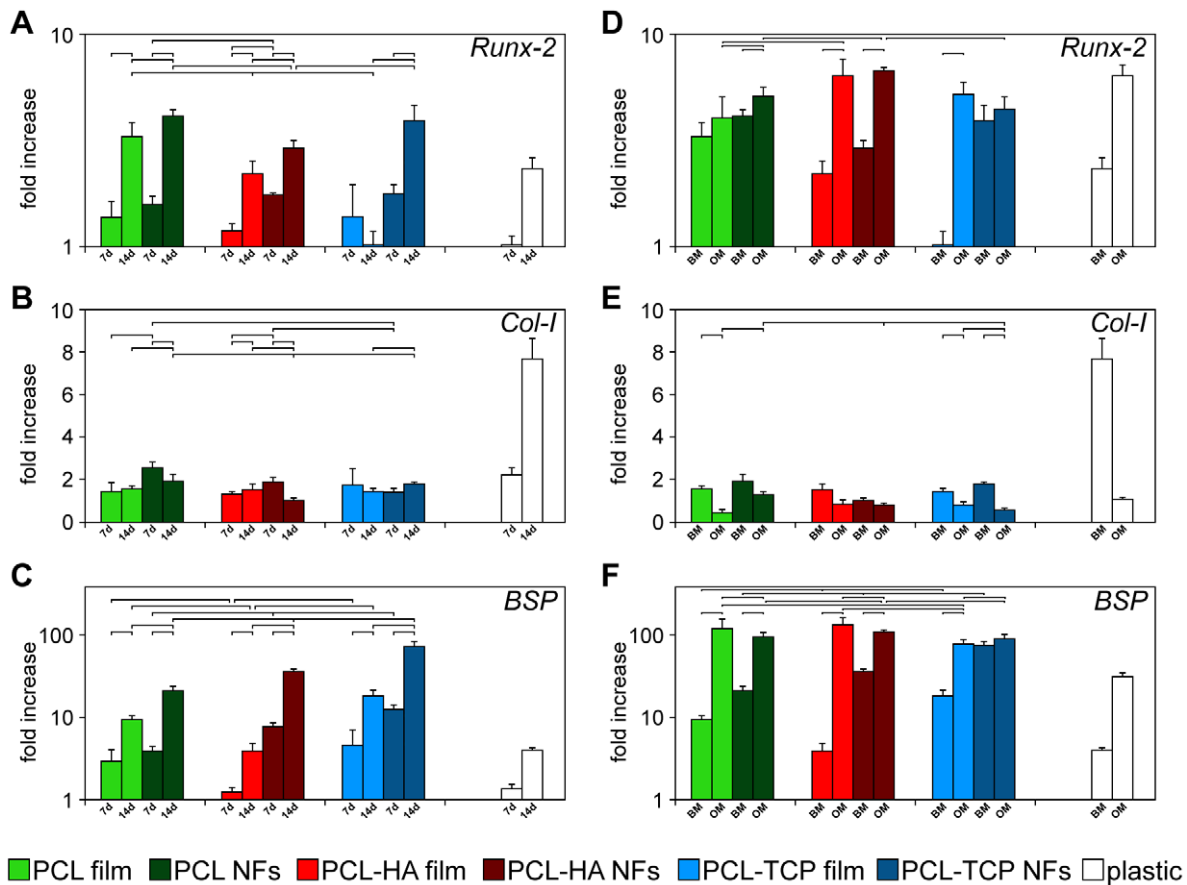 A
Runx-2
10
1
fold increase
7d 14d 7d 14d 7d 14d 7d 14d 7d 14d 7d 14d 7d 14d
D
Runx-2
10
1
fold increase
BM OM BM OM BM OM BM OM BM OM BM OM BM OM
B
Col-I
10
8
6
4
2
0
fold increase
7d 14d 7d 14d 7d 14d 7d 14d 7d 14d 7d 14d 7d 14d
E
Col-I
10
8
6
4
2
0
fold increase
BM OM BM OM BM OM BM OM BM OM BM OM BM OM
C
BSP
100
10
1
fold increase
7d 14d 7d 14d 7d 14d 7d 14d 7d 14d 7d 14d 7d 14d
F
BSP
100
10
1
fold increase
BM OM BM OM BM OM BM OM BM OM BM OM BM OM
PCL film PCL NFs PCL-HA film PCL-HA NFs PCL-TCP film PCL-TCP NFs plastic